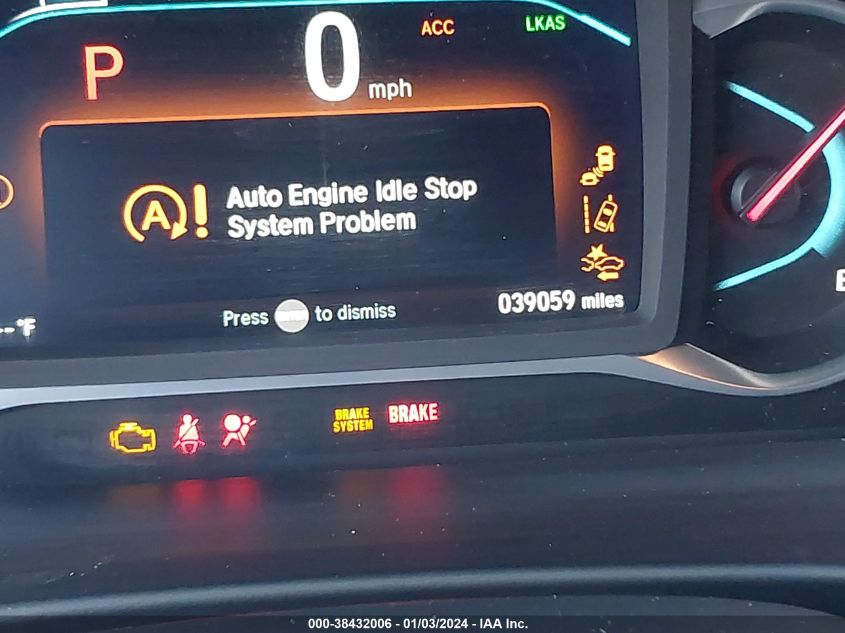 0
mph
ACC
LKAS
P
A
Auto Engine Idle Stop
System Problem
Press ENTER to dismiss
039059 miles
--°F
E
BRAKE
SYSTEM
BRAKE
000-38432006 - 01/03/2024 - IAA Inc.